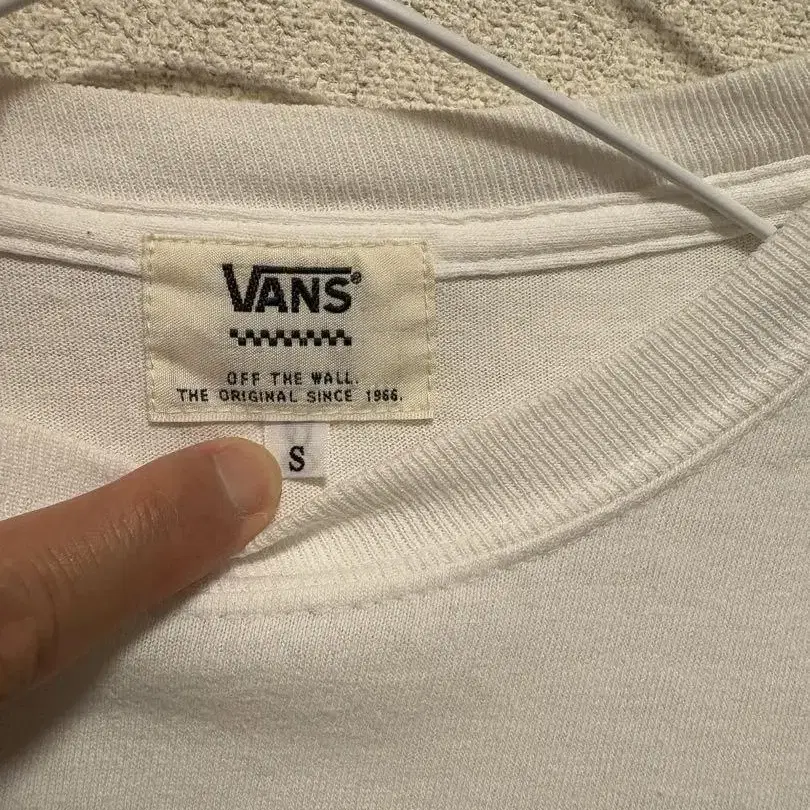 VANS®
OFF THE WALL.
THE ORIGINAL SINCE 1966.
S